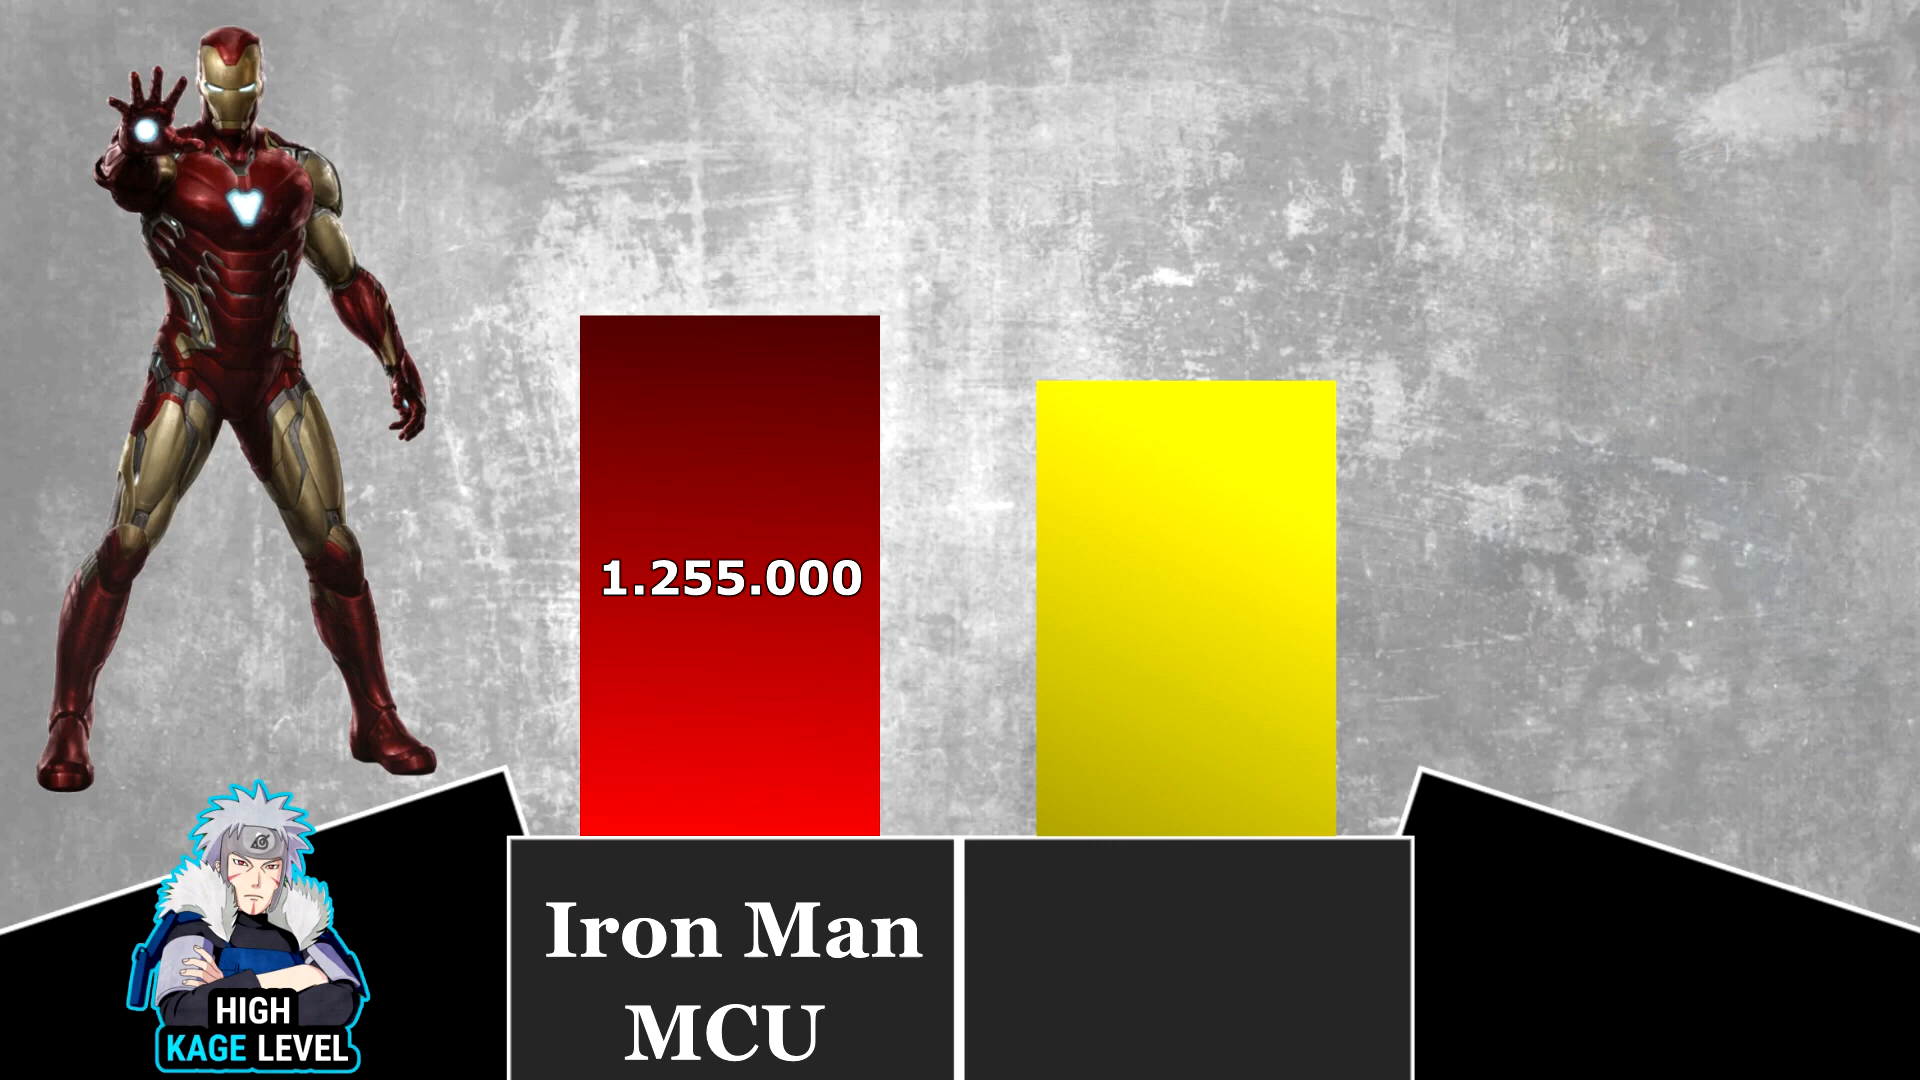 1.255.000
Iron Man
MCU
HIGH
KAGE LEVEL